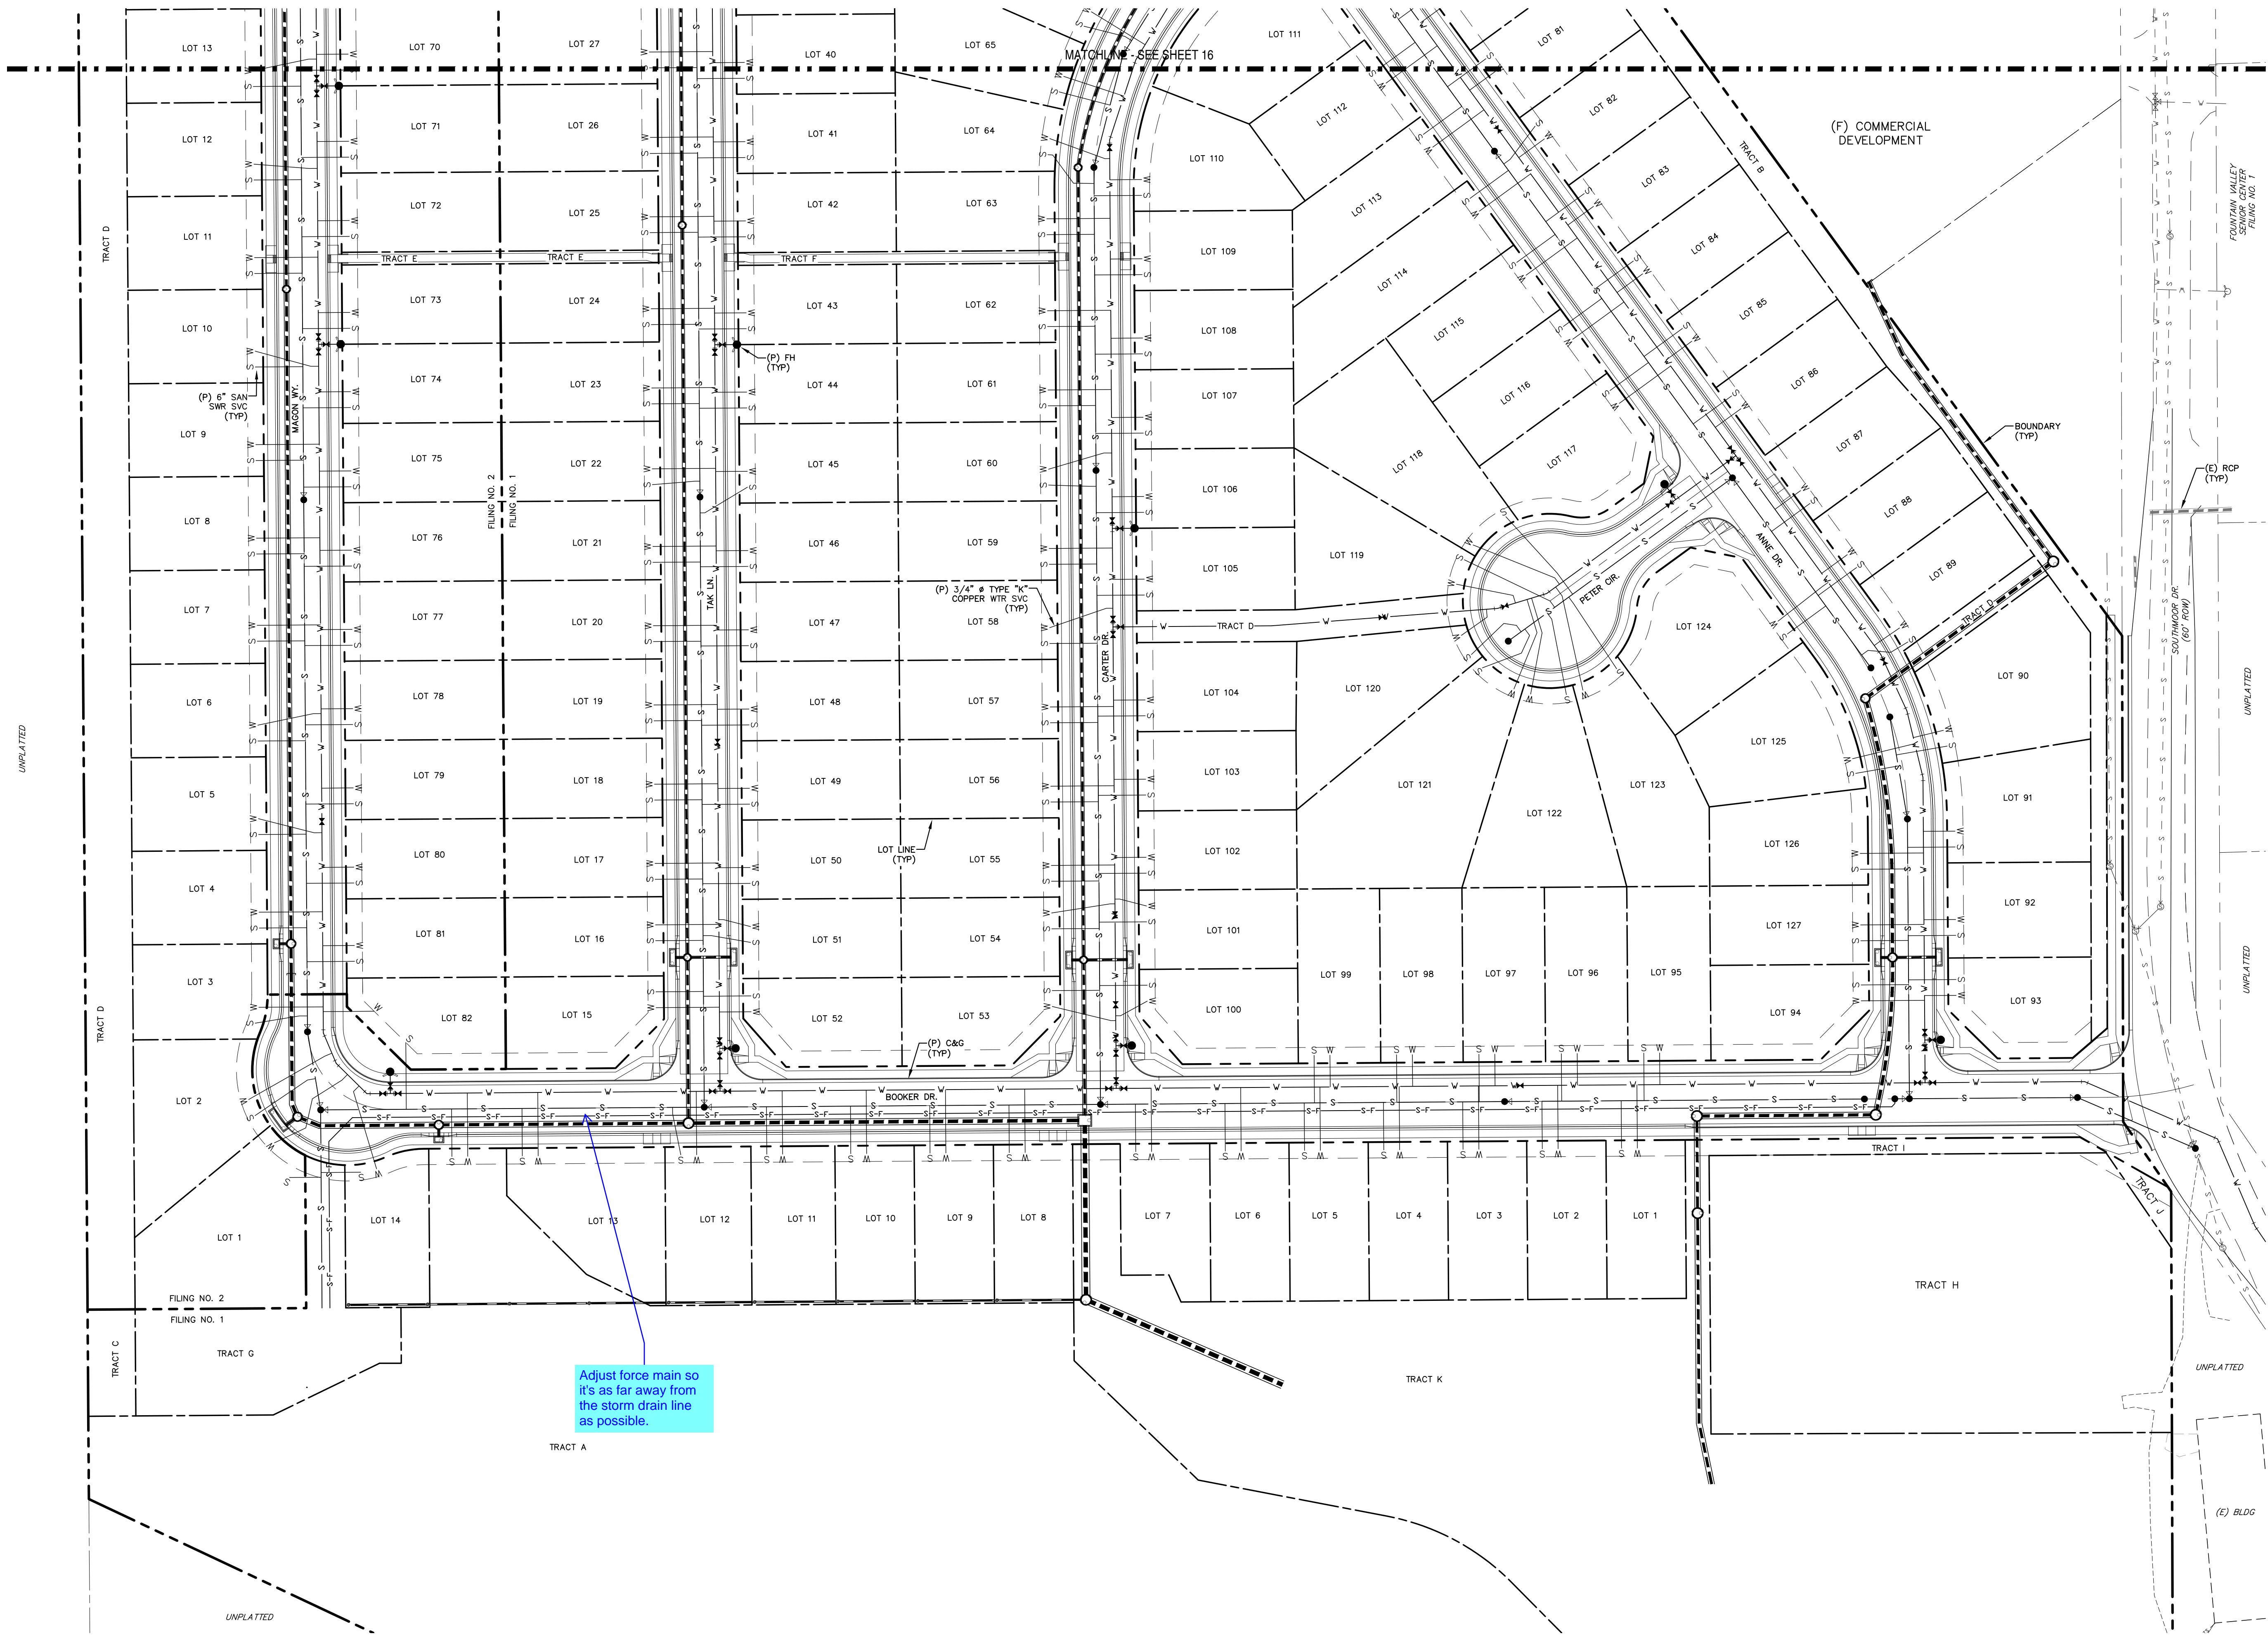 MATCHLINE - SEE SHEET 16
LOT 13
LOT 70
LOT 27
LOT 40
LOT 65
LOT 111
LOT 81
LOT 12
LOT 71
LOT 26
LOT 41
LOT 64
LOT 110
LOT 112
LOT 82
TRACT B
(F) COMMERCIAL
DEVELOPMENT
FOUNTAIN VALLEY
SENIOR CENTER
FILING NO. 1
TRACT D
LOT 11
LOT 72
LOT 25
LOT 42
LOT 63
LOT 109
LOT 113
LOT 83
TRACT E
TRACT E
TRACT F
LOT 10
LOT 73
LOT 24
LOT 43
LOT 62
LOT 108
LOT 114
LOT 84
(P) FH
(TYP)
LOT 115
LOT 85
(P) 6" SAN
SWR SVC
(TYP)
MAGON WY.
LOT 74
LOT 23
LOT 44
LOT 61
LOT 107
LOT 116
LOT 86
LOT 9
LOT 75
LOT 22
LOT 45
LOT 60
LOT 106
LOT 118
LOT 117
LOT 87
BOUNDARY
(TYP)
(E) RCP
(TYP)
FILING NO. 2
FILING NO. 1
LOT 8
LOT 76
LOT 21
LOT 46
LOT 59
LOT 105
LOT 119
LOT 88
ANNE DR.
LOT 89
TAK LN.
PETER CIR.
(P) 3/4" ø TYPE "K"
COPPER WTR SVC
(TYP)
LOT 7
LOT 77
LOT 20
LOT 47
LOT 58
TRACT D
LOT 124
TRACT D
SOUTHMOOR DR.
(60' ROW)
CARTER DR.
UNPLATTED
LOT 6
LOT 78
LOT 19
LOT 48
LOT 57
LOT 104
LOT 120
LOT 90
UNPLATTED
LOT 5
LOT 79
LOT 18
LOT 49
LOT 56
LOT 103
LOT 121
LOT 122
LOT 123
LOT 125
LOT 91
LOT LINE
(TYP)
LOT 4
LOT 80
LOT 17
LOT 50
LOT 55
LOT 102
LOT 126
LOT 92
LOT 3
LOT 81
LOT 16
LOT 51
LOT 54
LOT 101
LOT 99
LOT 98
LOT 97
LOT 96
LOT 95
LOT 127
UNPLATTED
TRACT D
LOT 82
LOT 15
LOT 52
LOT 53
LOT 100
LOT 94
LOT 93
(P) C&G
(TYP)
LOT 2
BOOKER DR.
TRACT I
TRACT J
LOT 1
LOT 14
LOT 13
LOT 12
LOT 11
LOT 10
LOT 9
LOT 8
LOT 7
LOT 6
LOT 5
LOT 4
LOT 3
LOT 2
LOT 1
TRACT H
FILING NO. 2
FILING NO. 1
TRACT C
TRACT G
TRACT K
UNPLATTED
Adjust force main so
it's as far away from
the storm drain line
as possible.
TRACT A
(E) BLDG
UNPLATTED